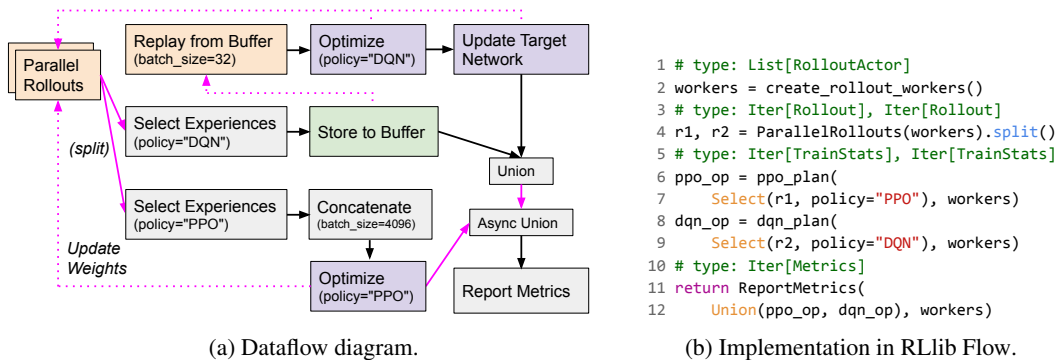 Parallel
Rollouts
Replay from Buffer
(batch_size=32)
Optimize
(policy="DQN")
Update Target
Network
(split)
Select Experiences
(policy="DQN")
Store to Buffer
Union
Select Experiences
(policy="PPO")
Concatenate
(batch_size=4096)
Async Union
Update
Weights
Optimize
(policy="PPO")
Report Metrics
(a) Dataflow diagram.
1 # type: List[RolloutActor]
2 workers = create_rollout_workers()
3 # type: Iter[Rollout], Iter[Rollout]
4 r1, r2 = ParallelRollouts(workers).split()
5 # type: Iter[TrainStats], Iter[TrainStats]
6 ppo_op = ppo_plan(
7     Select(r1, policy="PPO"), workers)
8 dqn_op = dqn_plan(
9     Select(r2, policy="DQN"), workers)
10 # type: Iter[Metrics]
11 return ReportMetrics(
12     Union(ppo_op, dqn_op), workers)
(b) Implementation in RLlib Flow.